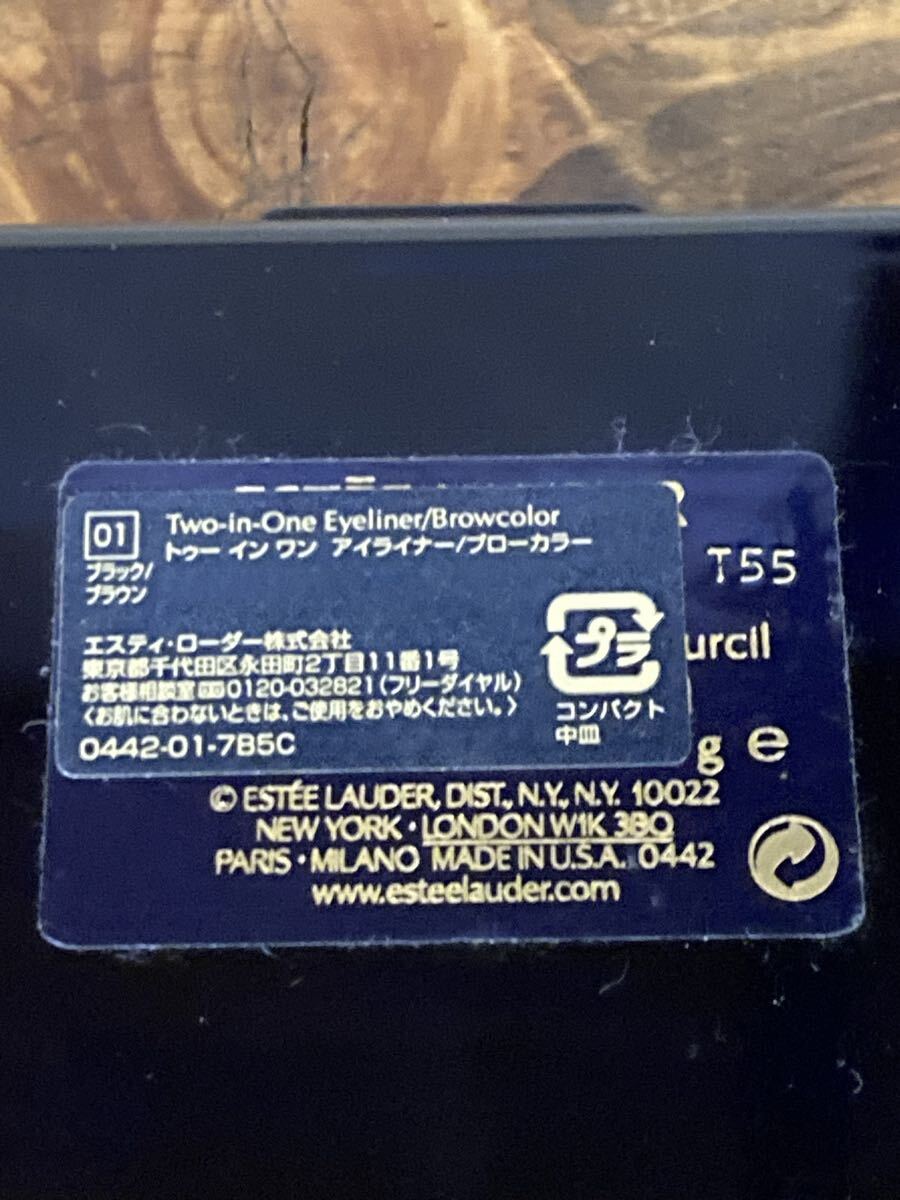 01
ブラック/
ブラウン
Two-in-One Eyeliner/Browcolor
トゥー イン ワン アイライナー/ブローカラー
エスティ・ローダー株式会社
東京都千代田区永田町2丁目11番1号
お客様相談室 0120-032821(フリーダイヤル)
〈お肌に合わないときは、ご使用をおやめください。〉
0442-01-7B5C
プラ
コンパクト
中皿
R
T55
urcil
g e
© ESTÉE LAUDER, DIST., N.Y., N.Y. 10022
NEW YORK • LONDON W1K 3BQ
PARIS • MILANO MADE IN U.S.A. 0442
www.esteelauder.com